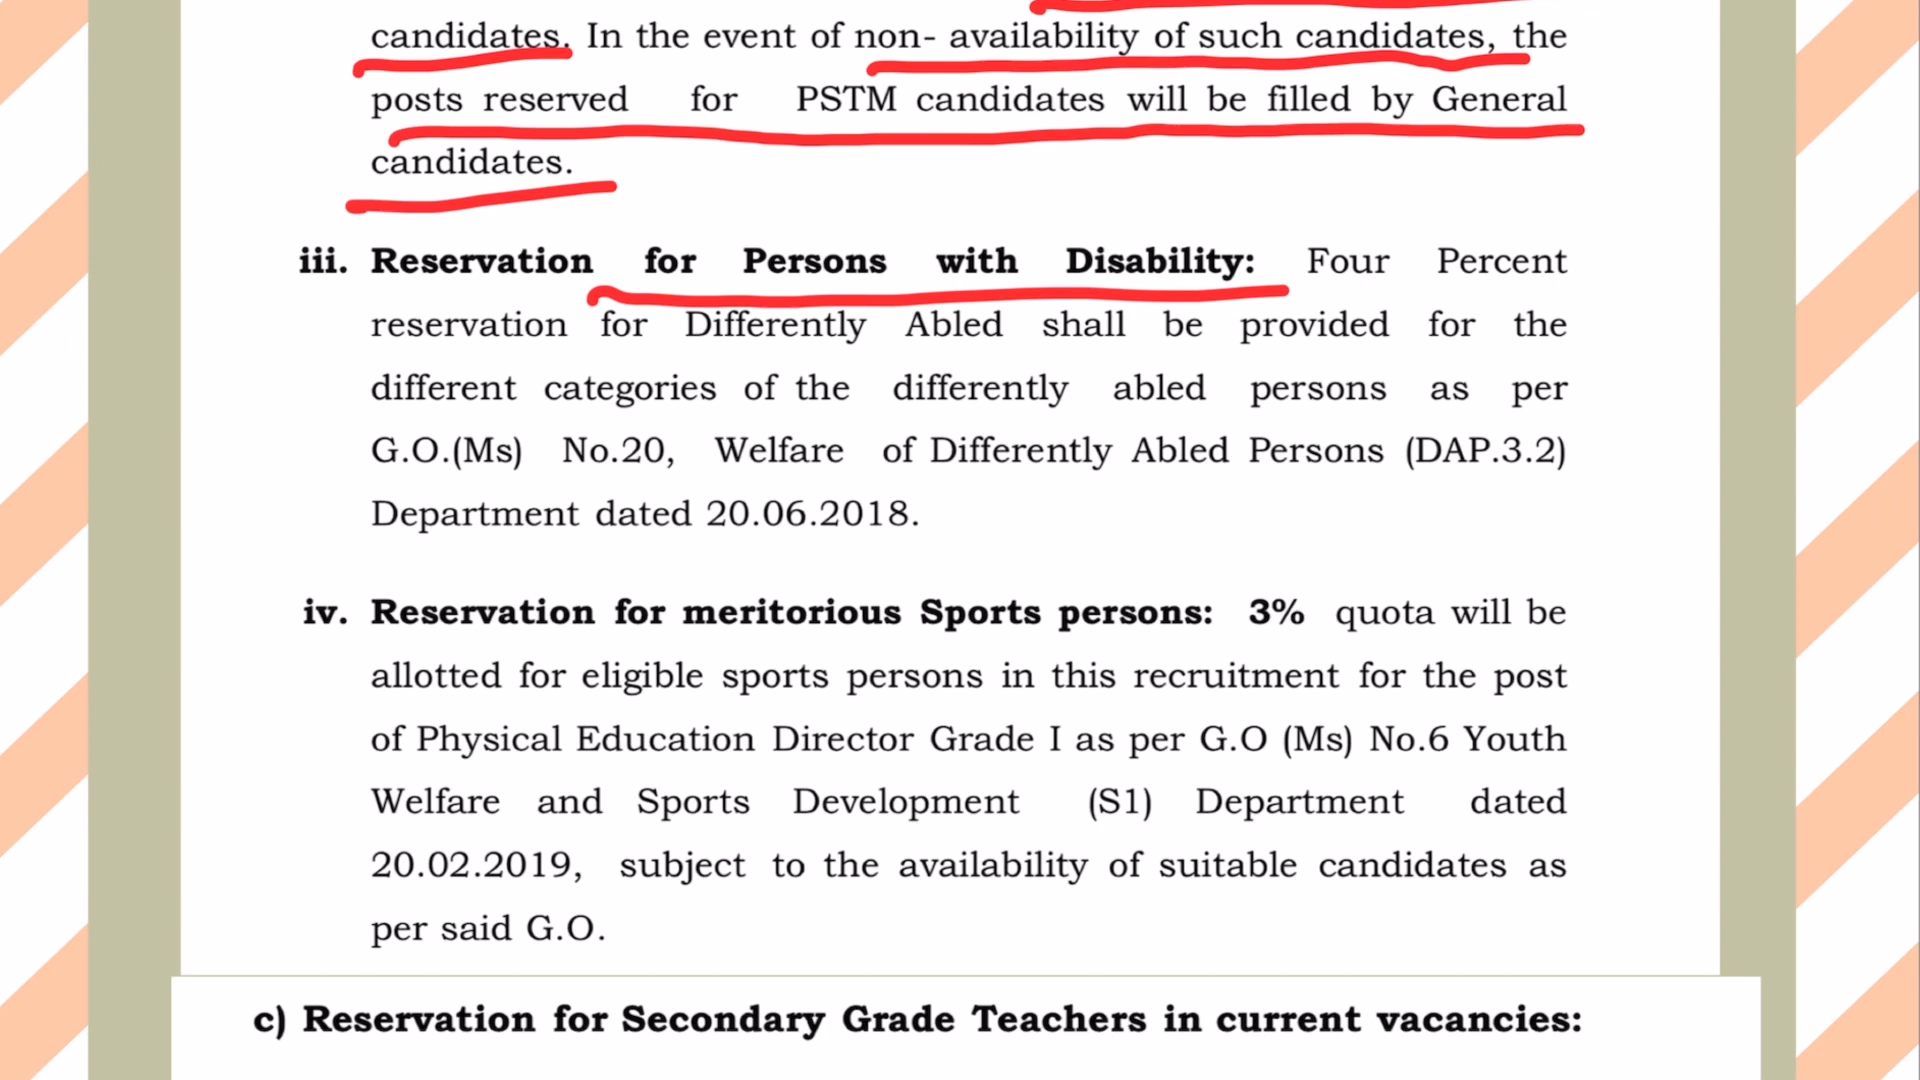 candidates. In the event of non- availability of such candidates, the
posts reserved for PSTM candidates will be filled by General
candidates.
iii. Reservation for Persons with Disability: Four Percent
reservation for Differently Abled shall be provided for the
different categories of the differently abled persons as per
G.O.(Ms) No.20, Welfare of Differently Abled Persons (DAP.3.2)
Department dated 20.06.2018.
iv. Reservation for meritorious Sports persons: 3% quota will be
allotted for eligible sports persons in this recruitment for the post
of Physical Education Director Grade I as per G.O (Ms) No.6 Youth
Welfare and Sports Development (S1) Department dated
20.02.2019, subject to the availability of suitable candidates as
per said G.O.
c) Reservation for Secondary Grade Teachers in current vacancies: